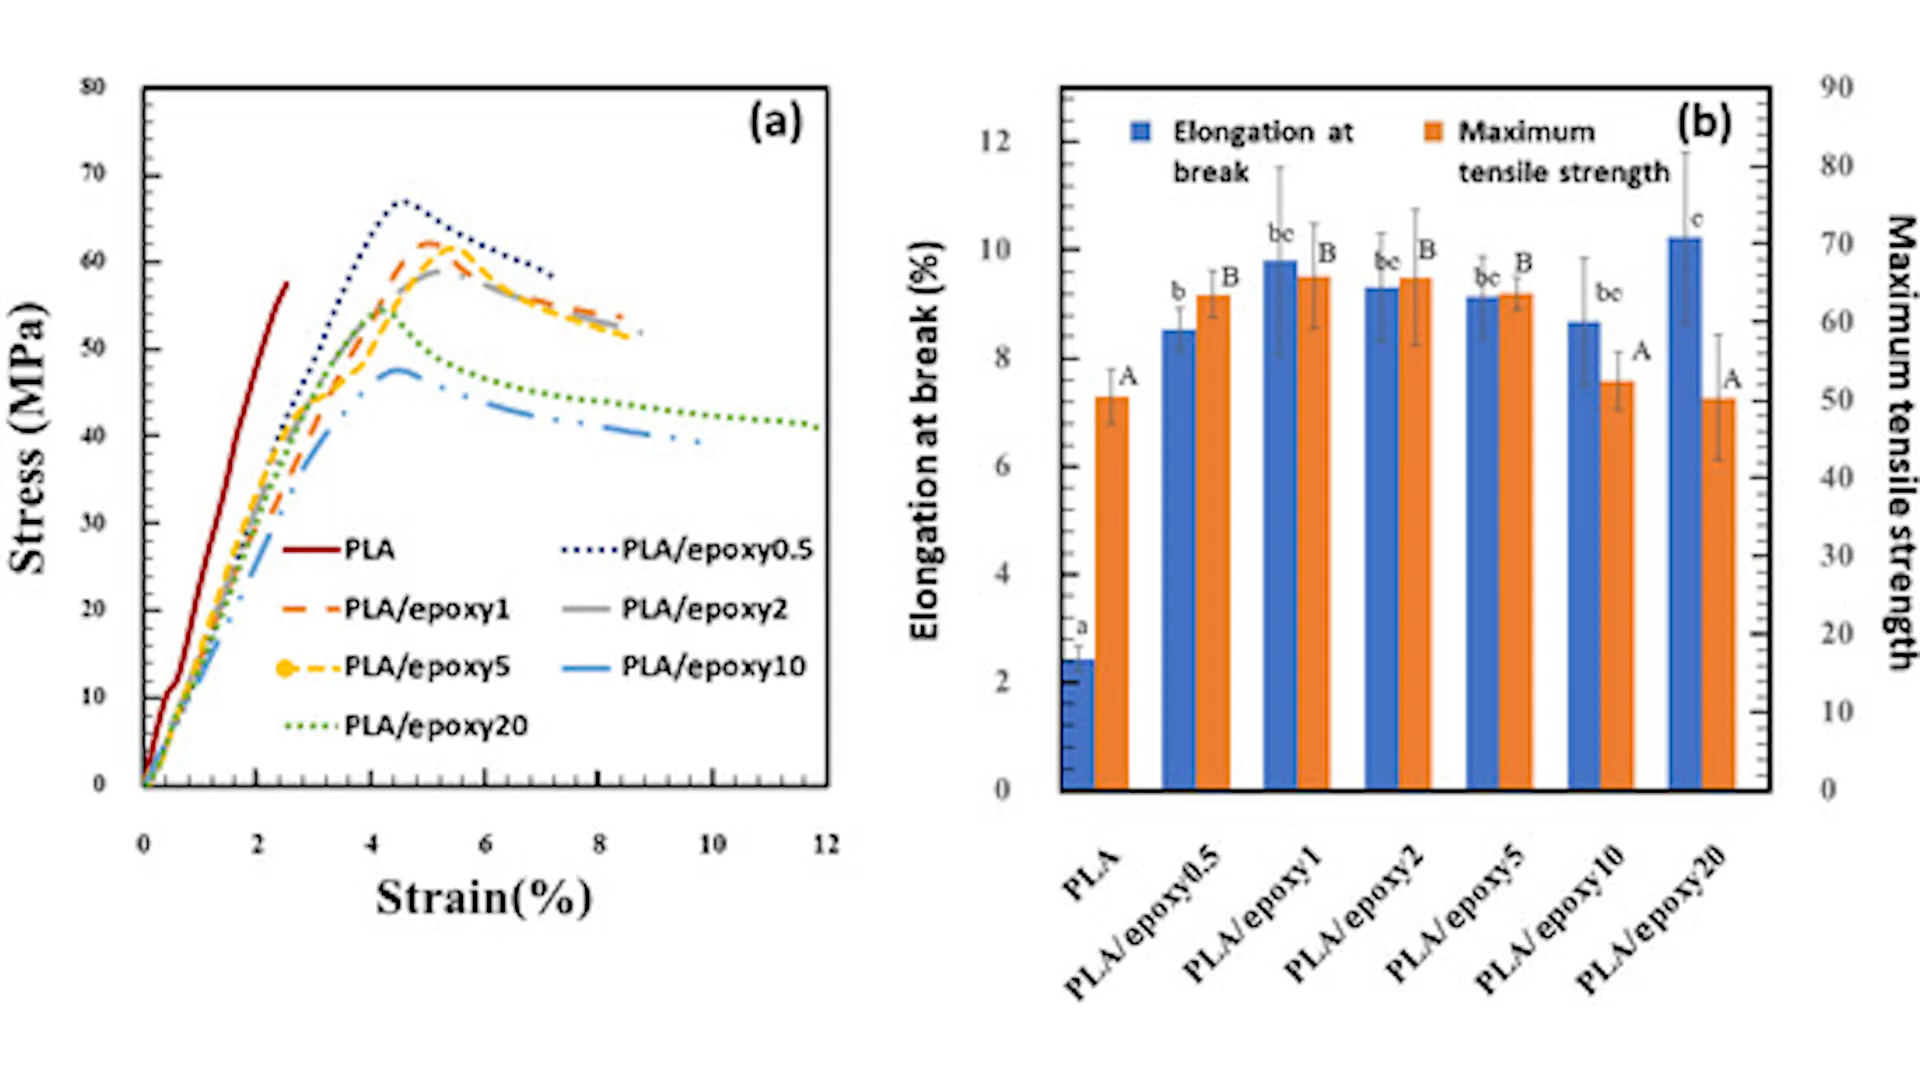 (a)
80
70
60
50
40
30
20
10
0
Stress (MPa)
PLA
PLA/epoxy0.5
PLA/epoxy1
PLA/epoxy2
PLA/epoxy5
PLA/epoxy10
PLA/epoxy20
0 2 4 6 8 10 12
Strain(%)
(b)
Elongation at
break
Maximum
tensile strength
12
10
8
6
4
2
0
Elongation at break (%)
a
A
b
B
bc
B
bc
B
bc
B
bc
A
c
A
90
80
70
60
50
40
30
20
10
0
Maximum tensile strength
PLA
PLA/epoxy0.5
PLA/epoxy1
PLA/epoxy2
PLA/epoxy5
PLA/epoxy10
PLA/epoxy20